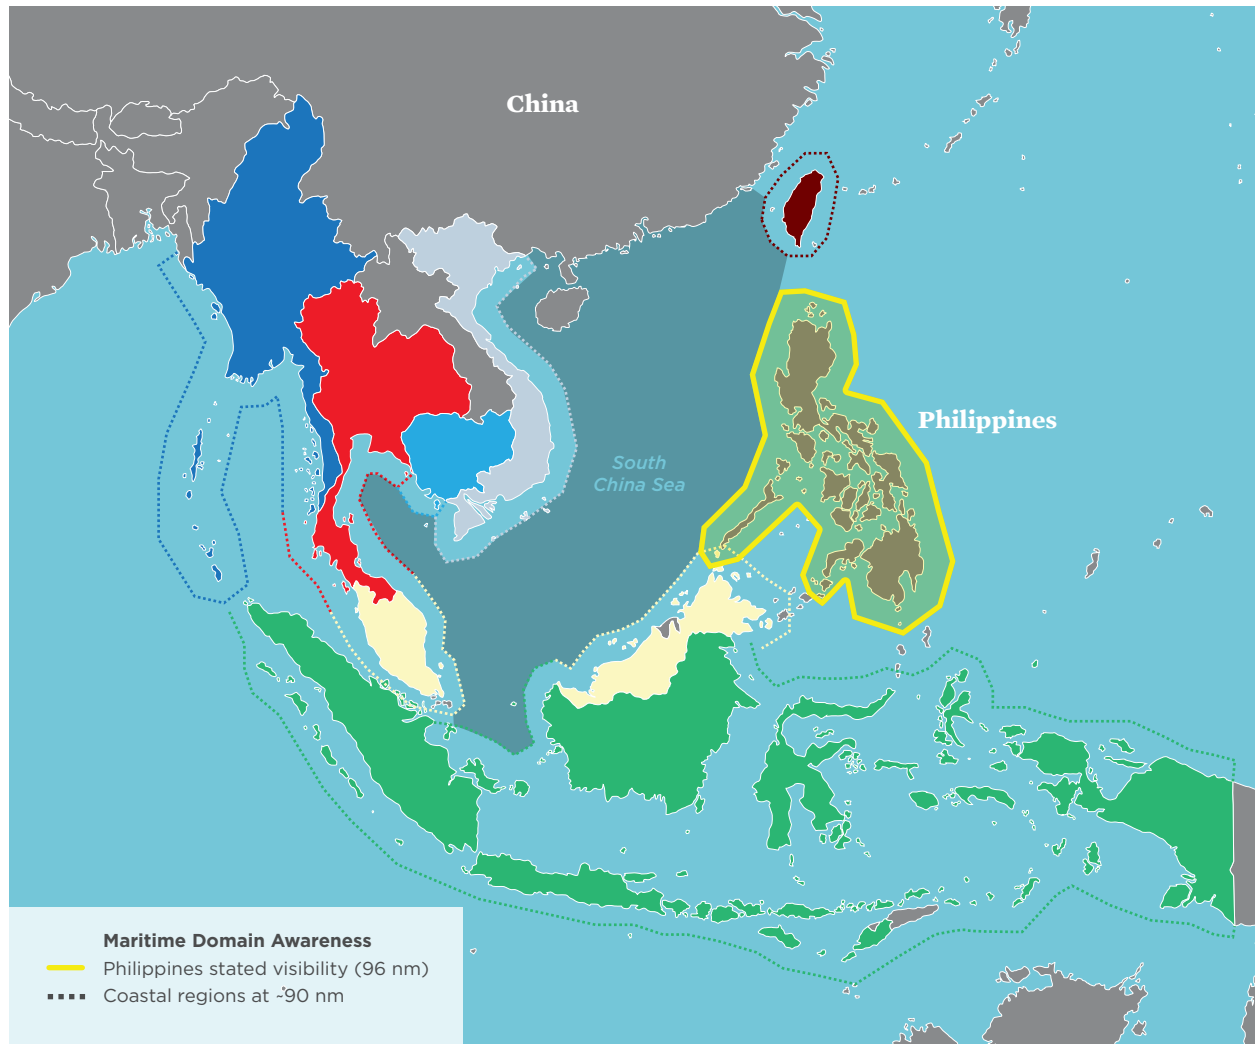 China
Philippines
South
China Sea
Maritime Domain Awareness
Philippines stated visibility (96 nm)
Coastal regions at ~90 nm